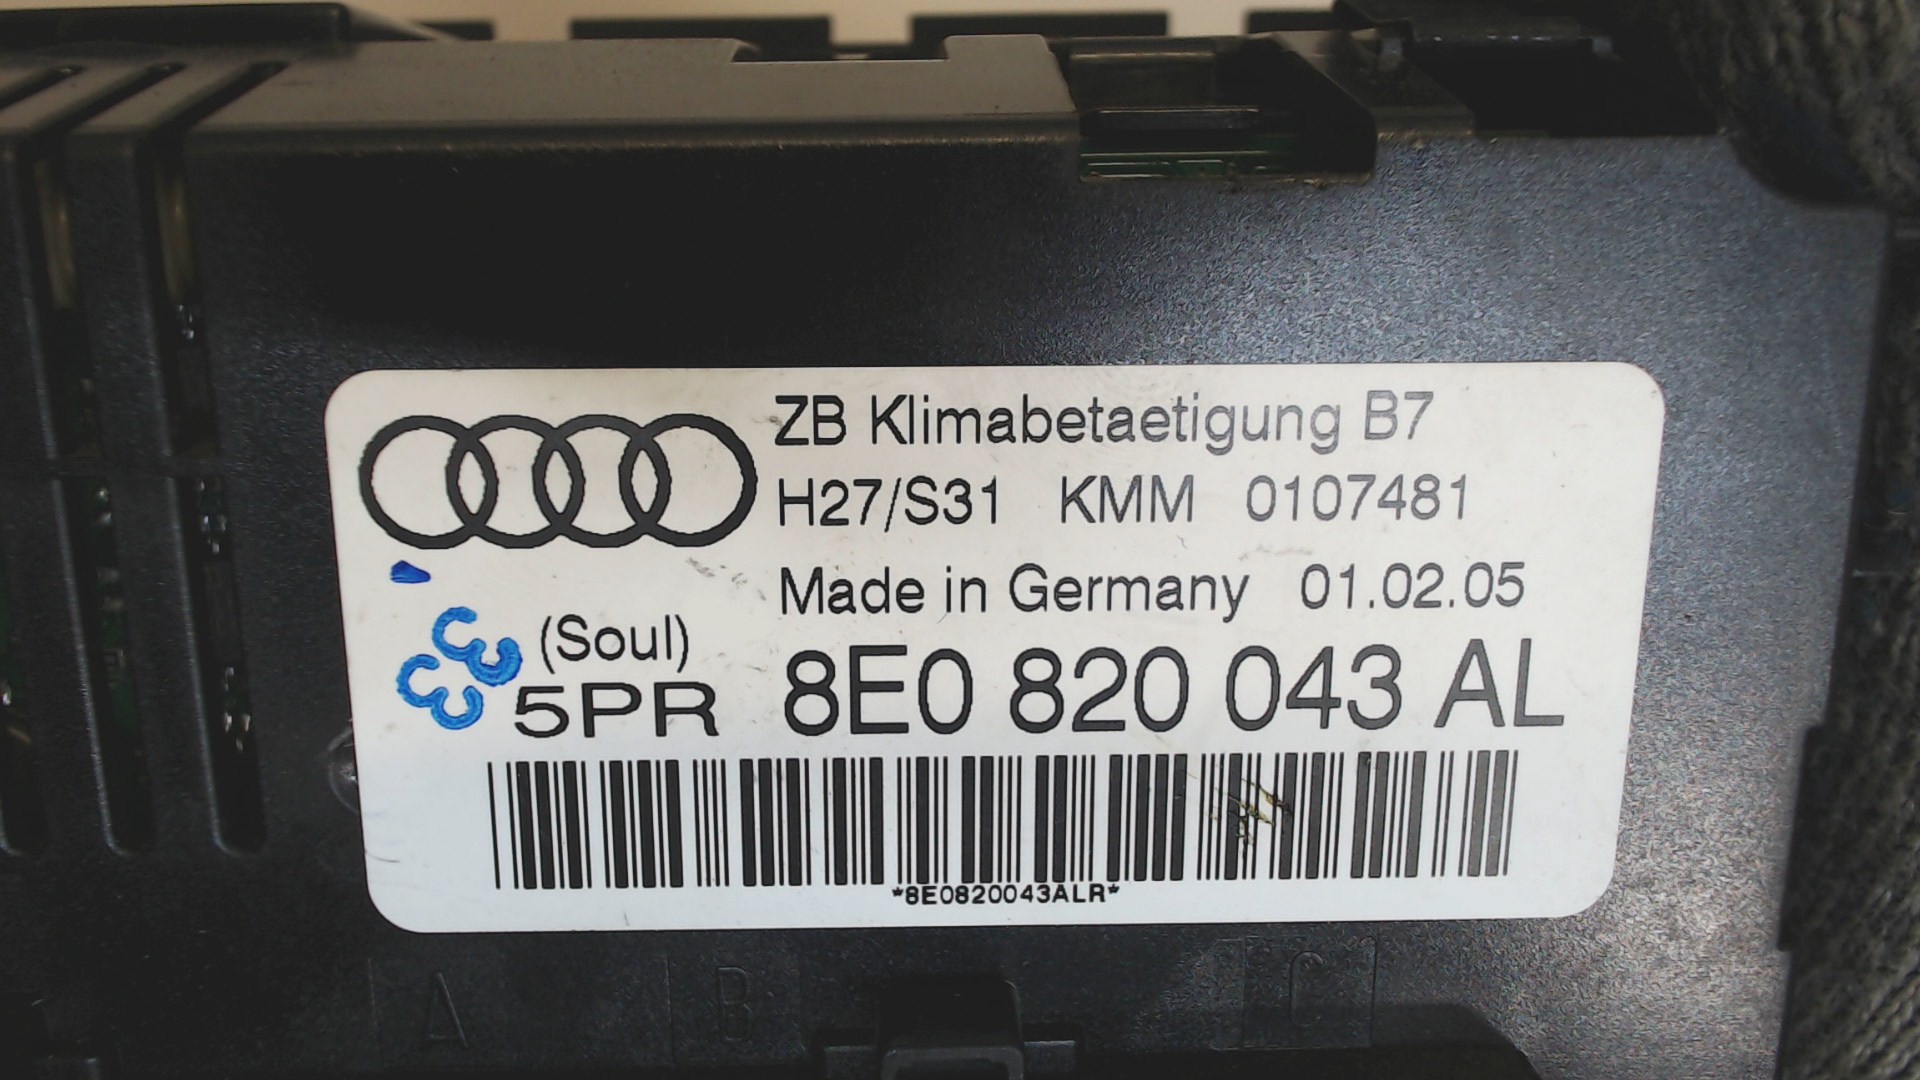 ZB Klimabetaetigung B7
H27/S31 KMM 0107481
Made in Germany 01.02.05
33
(Soul)
5PR 8E0 820 043 AL
*8E0820043ALR*
A B C